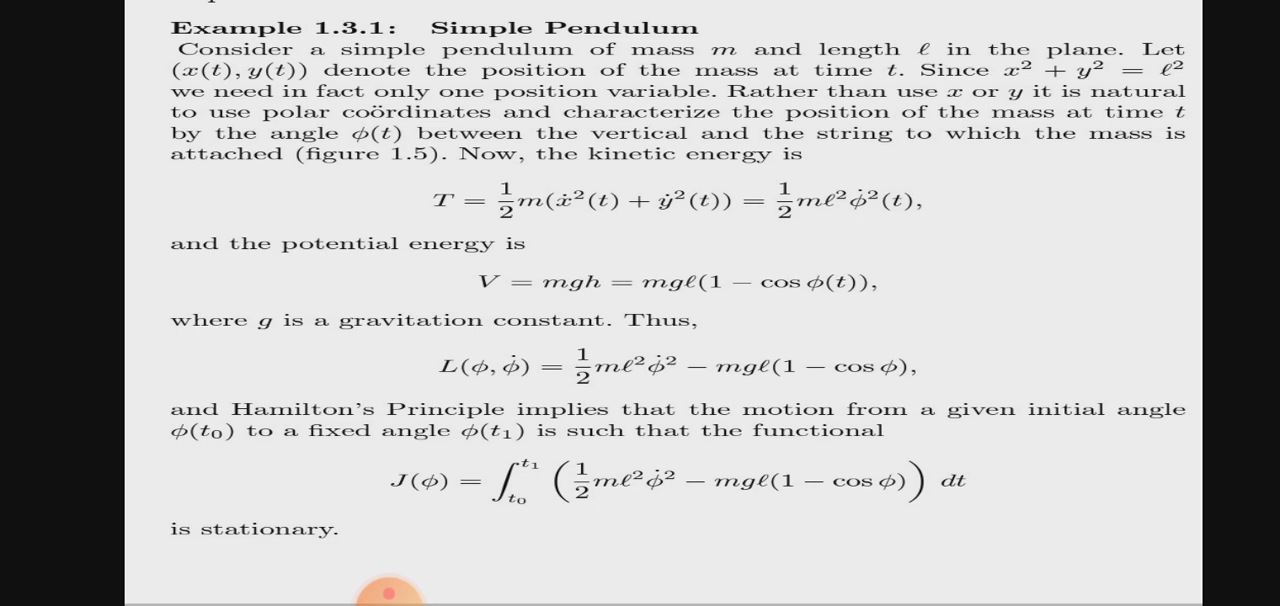 Example 1.3.1: Simple Pendulum
Consider a simple pendulum of mass m and length ℓ in the plane. Let
(x(t), y(t)) denote the position of the mass at time t. Since x² + y² = ℓ²
we need in fact only one position variable. Rather than use x or y it is natural
to use polar coördinates and characterize the position of the mass at time t
by the angle ϕ(t) between the vertical and the string to which the mass is
attached (figure 1.5). Now, the kinetic energy is
T = 1/2 m(ẋ²(t) + ẏ²(t)) = 1/2 mℓ²ϕ̇²(t),
and the potential energy is
V = mgh = mgℓ(1 − cos ϕ(t)),
where g is a gravitation constant. Thus,
L(ϕ, ϕ̇) = 1/2 mℓ²ϕ̇² − mgℓ(1 − cos ϕ),
and Hamilton's Principle implies that the motion from a given initial angle
ϕ(t₀) to a fixed angle ϕ(t₁) is such that the functional
J(ϕ) = ∫_{t₀}^{t₁} (1/2 mℓ²ϕ̇² − mgℓ(1 − cos ϕ)) dt
is stationary.